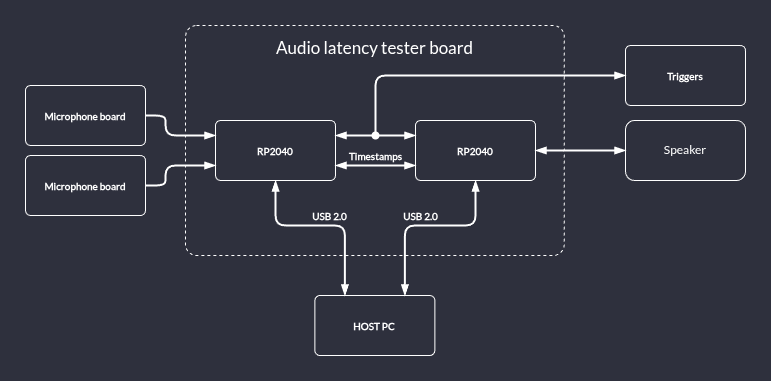 Audio latency tester board
Triggers
Microphone board
RP2040
RP2040
Speaker
Timestamps
Microphone board
USB 2.0
USB 2.0
HOST PC